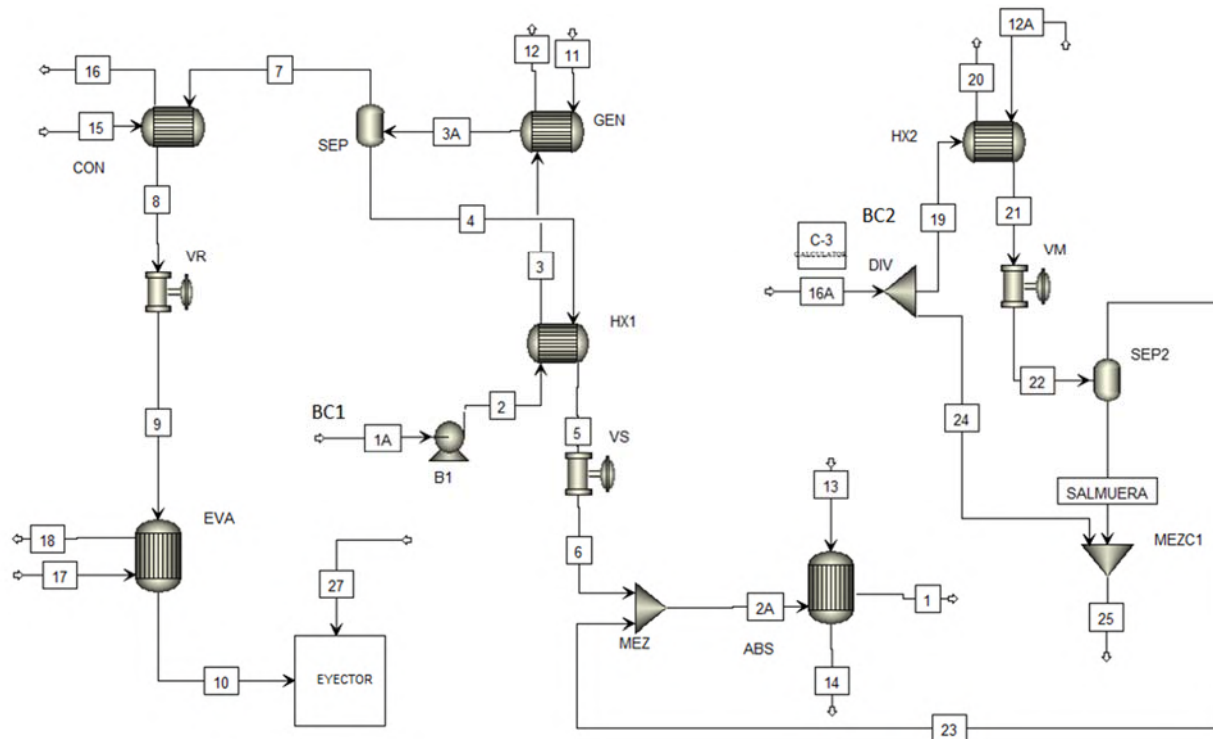 12
11
12A
16
7
20
15
3A
GEN
SEP
HX2
CON
8
4
BC2
19
21
C-3
CALCULATOR
DIV
VM
VR
3
16A
HX1
SEP2
22
BC1
2
9
5
24
1A
VS
B1
13
SALMUERA
EVA
18
6
MEZC1
17
27
2A
1
25
MEZ
ABS
10
EYECTOR
14
23